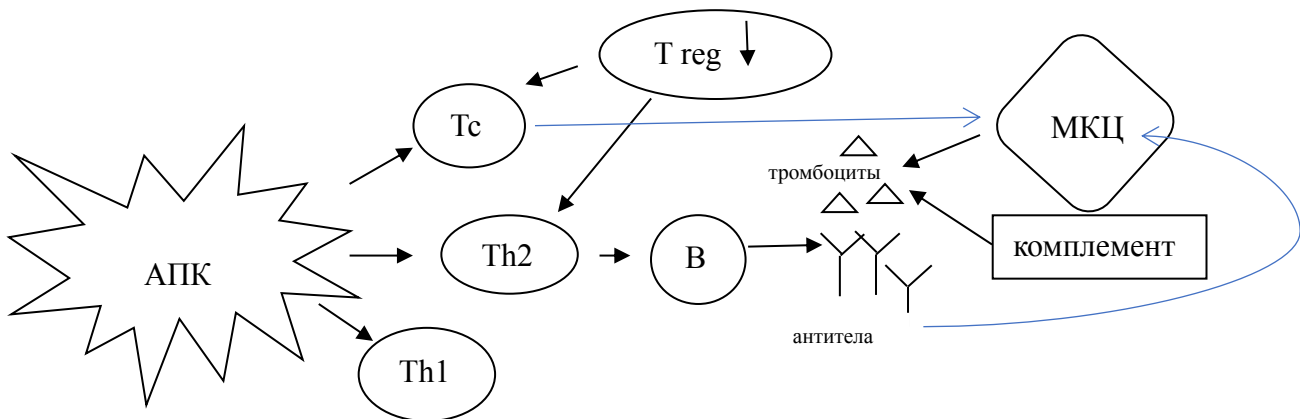 T reg
Tc
МКЦ
тромбоциты
АПК
Th2
B
комплемент
антитела
Th1